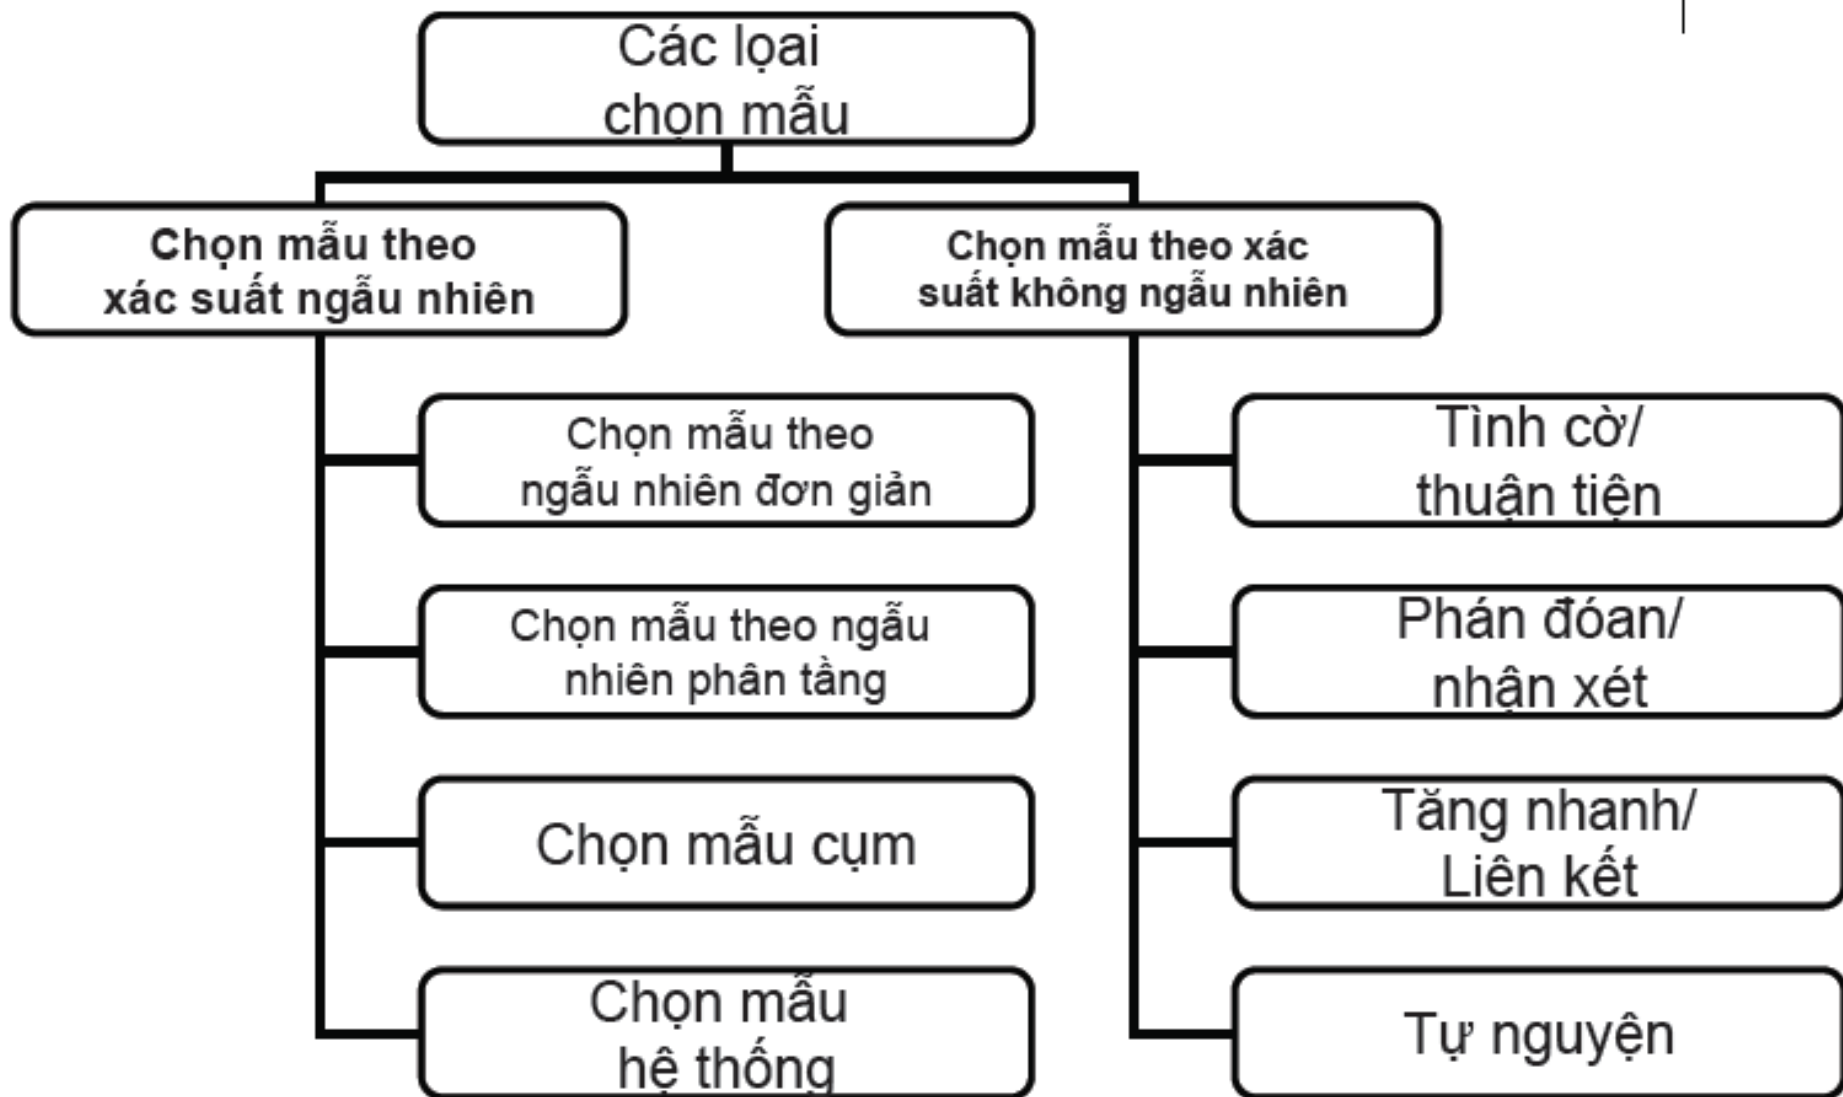 Các lọai
chọn mẫu
Chọn mẫu theo
xác suất ngẫu nhiên
Chọn mẫu theo xác
suất không ngẫu nhiên
Chọn mẫu theo
ngẫu nhiên đơn giản
Chọn mẫu theo ngẫu
nhiên phân tầng
Chọn mẫu cụm
Chọn mẫu
hệ thống
Tình cờ/
thuận tiện
Phán đóan/
nhận xét
Tăng nhanh/
Liên kết
Tự nguyện